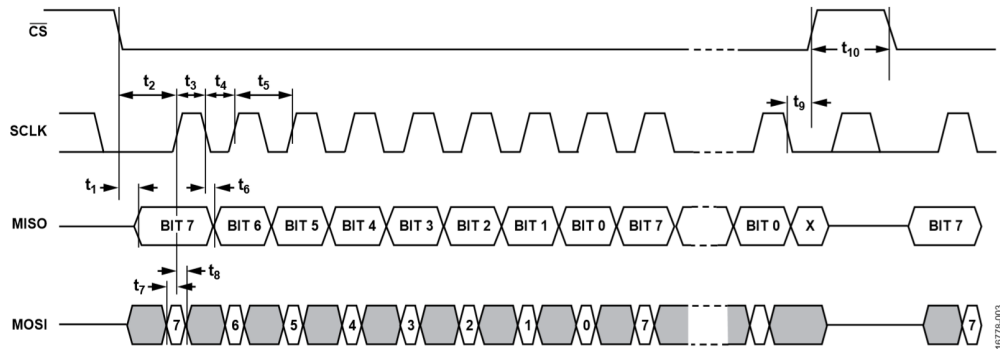 CS
t10
t2
t3
t4
t5
t9
SCLK
t1
t6
MISO
BIT 7
BIT 6
BIT 5
BIT 4
BIT 3
BIT 2
BIT 1
BIT 0
BIT 7
BIT 0
X
BIT 7
t7
t8
MOSI
7
6
5
4
3
2
1
0
7
7
16778-003